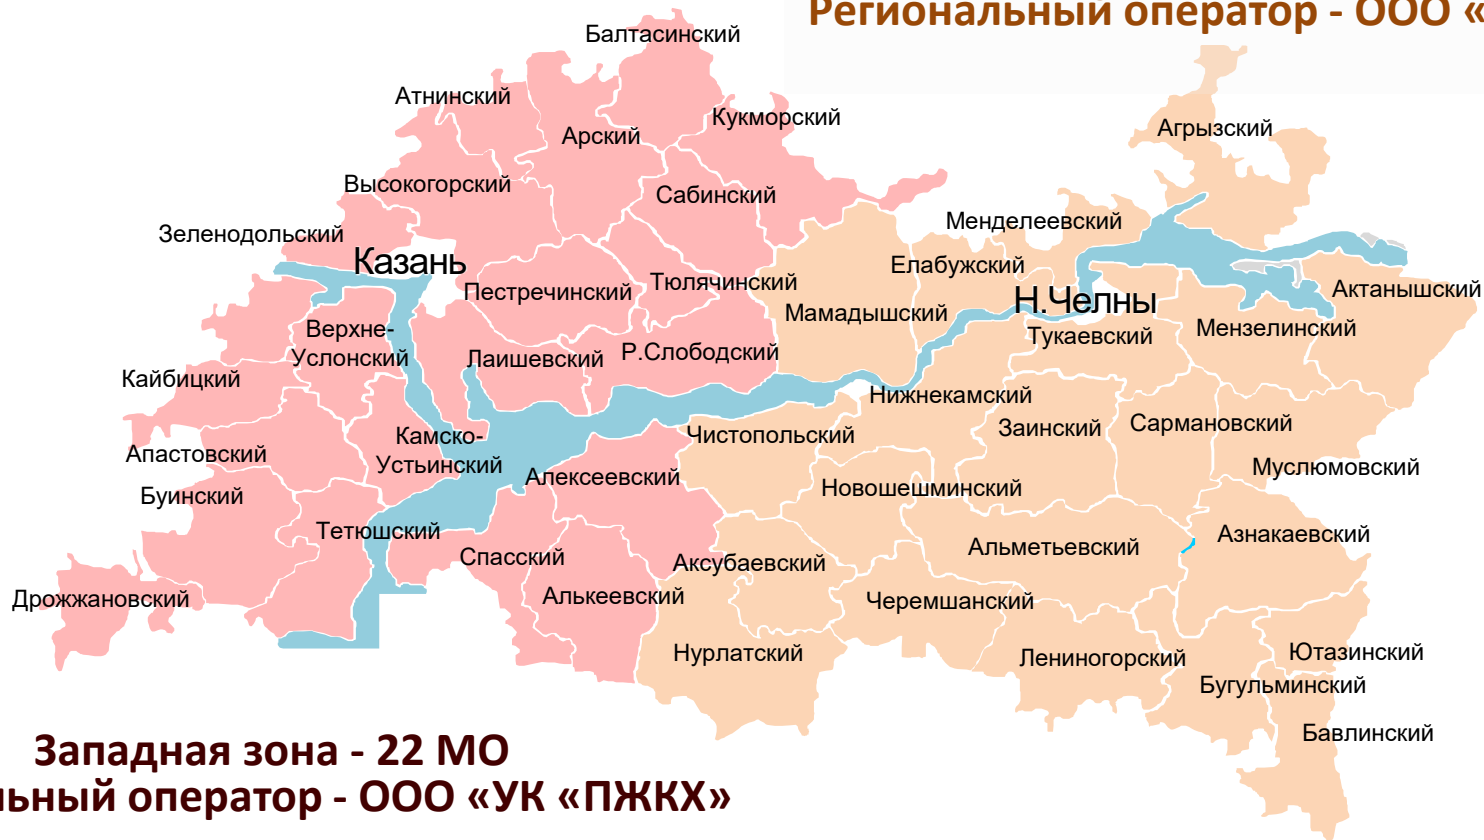 Региональный оператор - ООО «
Балтасинский
Атнинский
Кукморский
Арский
Агрызский
Высокогорский
Сабинский
Менделеевский
Зеленодольский
Казань
Елабужский
Пестречинский
Тюлячинский
Актанышский
Н.Челны
Мамадышский
Верхне-
Услонский
Тукаевский
Мензелинский
Лаишевский
Р.Слободский
Кайбицкий
Нижнекамский
Заинский
Сармановский
Чистопольский
Камско-
Устьинский
Апастовский
Муслюмовский
Алексеевский
Новошешминский
Буинский
Тетюшский
Азнакаевский
Альметьевский
Спасский
Аксубаевский
Алькеевский
Черемшанский
Дрожжановский
Нурлатский
Лениногорский
Ютазинский
Бугульминский
Бавлинский
Западная зона - 22 МО
льный оператор - ООО «УК «ПЖКХ»